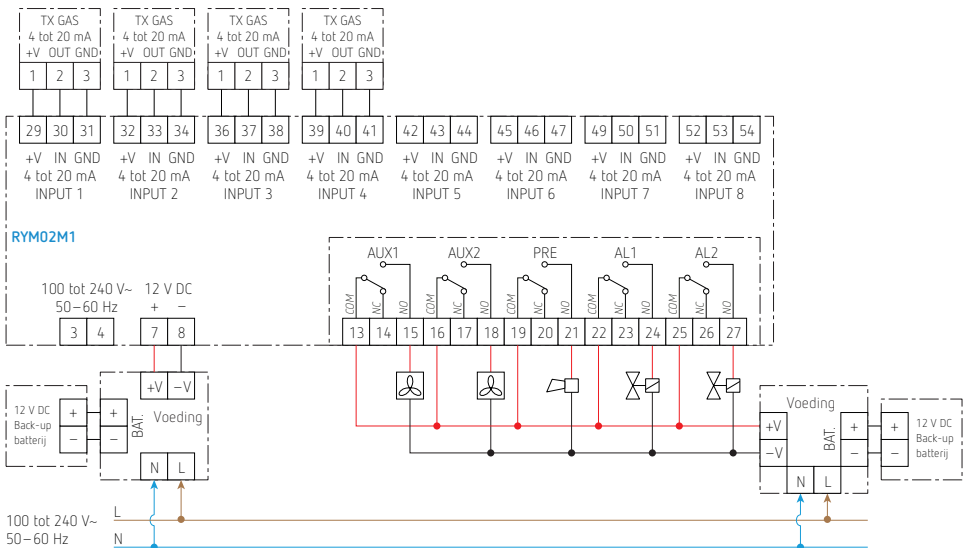 TX GAS TX GAS TX GAS TX GAS
4 tot 20 mA 4 tot 20 mA 4 tot 20 mA 4 tot 20 mA
+V OUT GND +V OUT GND +V OUT GND +V OUT GND
1 2 3 1 2 3 1 2 3 1 2 3
29 30 31 32 33 34 36 37 38 39 40 41 42 43 44 45 46 47 49 50 51 52 53 54
+V IN GND +V IN GND +V IN GND +V IN GND +V IN GND +V IN GND +V IN GND +V IN GND
4 tot 20 mA 4 tot 20 mA 4 tot 20 mA 4 tot 20 mA 4 tot 20 mA 4 tot 20 mA 4 tot 20 mA 4 tot 20 mA
INPUT 1 INPUT 2 INPUT 3 INPUT 4 INPUT 5 INPUT 6 INPUT 7 INPUT 8
RYM02M1
AUX1 AUX2 PRE AL1 AL2
100 tot 240 V~ 12 V DC
50–60 Hz + –
COM NC NO COM NC NO COM NC NO COM NC NO COM NC NO
3 4 7 8 13 14 15 16 17 18 19 20 21 22 23 24 25 26 27
+V –V
12 V DC
Back-up
batterij
+ +
– –
BAT.
Voeding
N L
Voeding
+V
–V
BAT.
+ +
– –
12 V DC
Back-up
batterij
N L
100 tot 240 V~
50–60 Hz
L
N